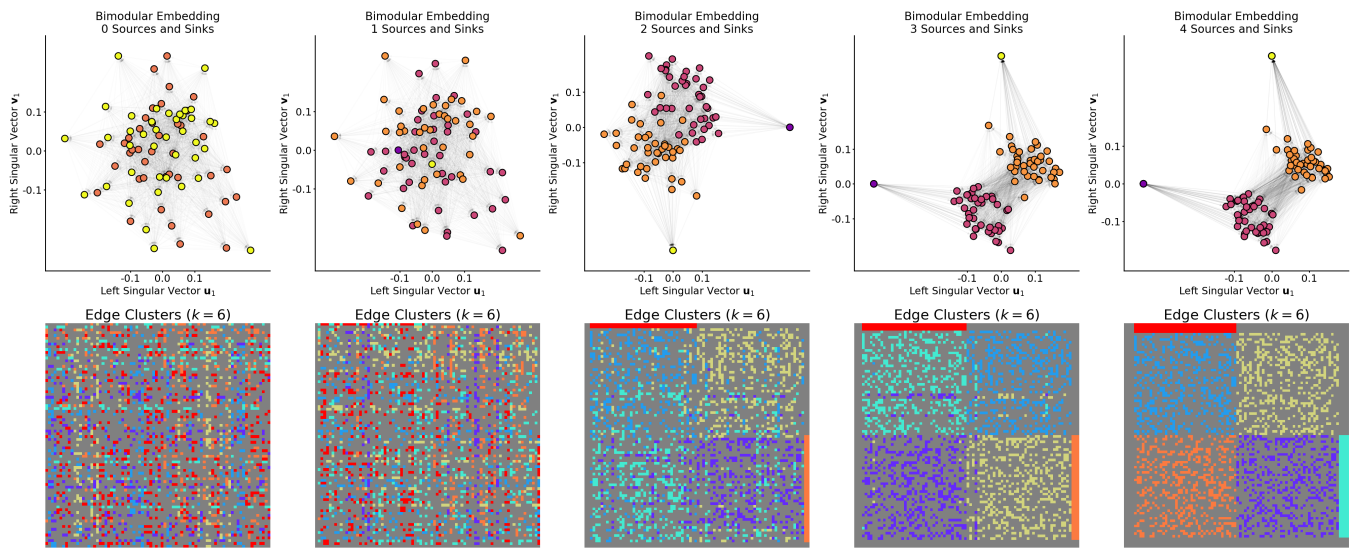 Bimodular Embedding
0 Sources and Sinks
Right Singular Vector v₁
0.1
0.0
-0.1
-0.1
0.0
0.1
Left Singular Vector u₁
Bimodular Embedding
1 Sources and Sinks
Right Singular Vector v₁
0.1
0.0
-0.1
-0.1
0.0
0.1
Left Singular Vector u₁
Bimodular Embedding
2 Sources and Sinks
Right Singular Vector v₁
0.1
0.0
-0.1
-0.1
0.0
0.1
Left Singular Vector u₁
Bimodular Embedding
3 Sources and Sinks
Right Singular Vector v₁
0.1
0.0
-0.1
-0.1
0.0
0.1
Left Singular Vector u₁
Bimodular Embedding
4 Sources and Sinks
Right Singular Vector v₁
0.1
0.0
-0.1
-0.1
0.0
0.1
Left Singular Vector u₁
Edge Clusters (k = 6)
Edge Clusters (k = 6)
Edge Clusters (k = 6)
Edge Clusters (k = 6)
Edge Clusters (k = 6)